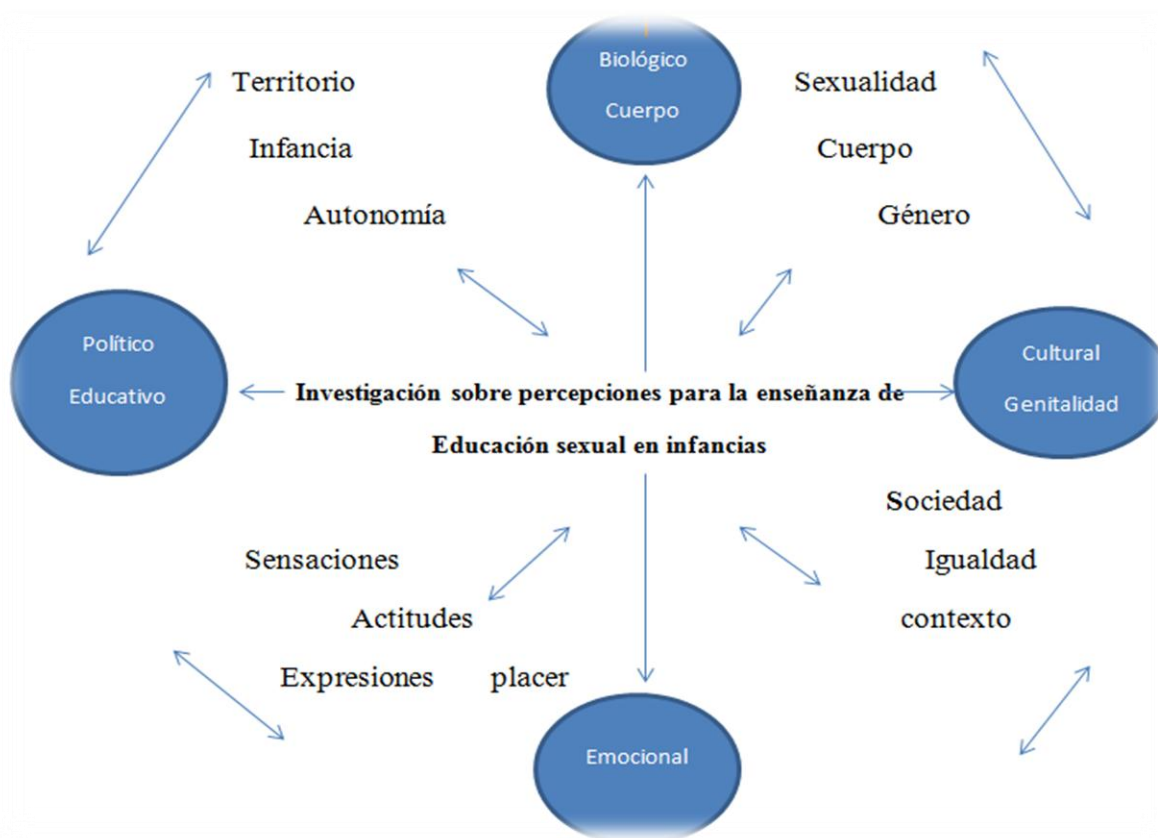 Biológico
Cuerpo
Territorio
Infancia
Autonomía
Sexualidad
Cuerpo
Género
Político
Educativo
Investigación sobre percepciones para la enseñanza de
Educación sexual en infancias
Cultural
Genitalidad
Sensaciones
Actitudes
Expresiones placer
Sociedad
Igualdad
contexto
Emocional